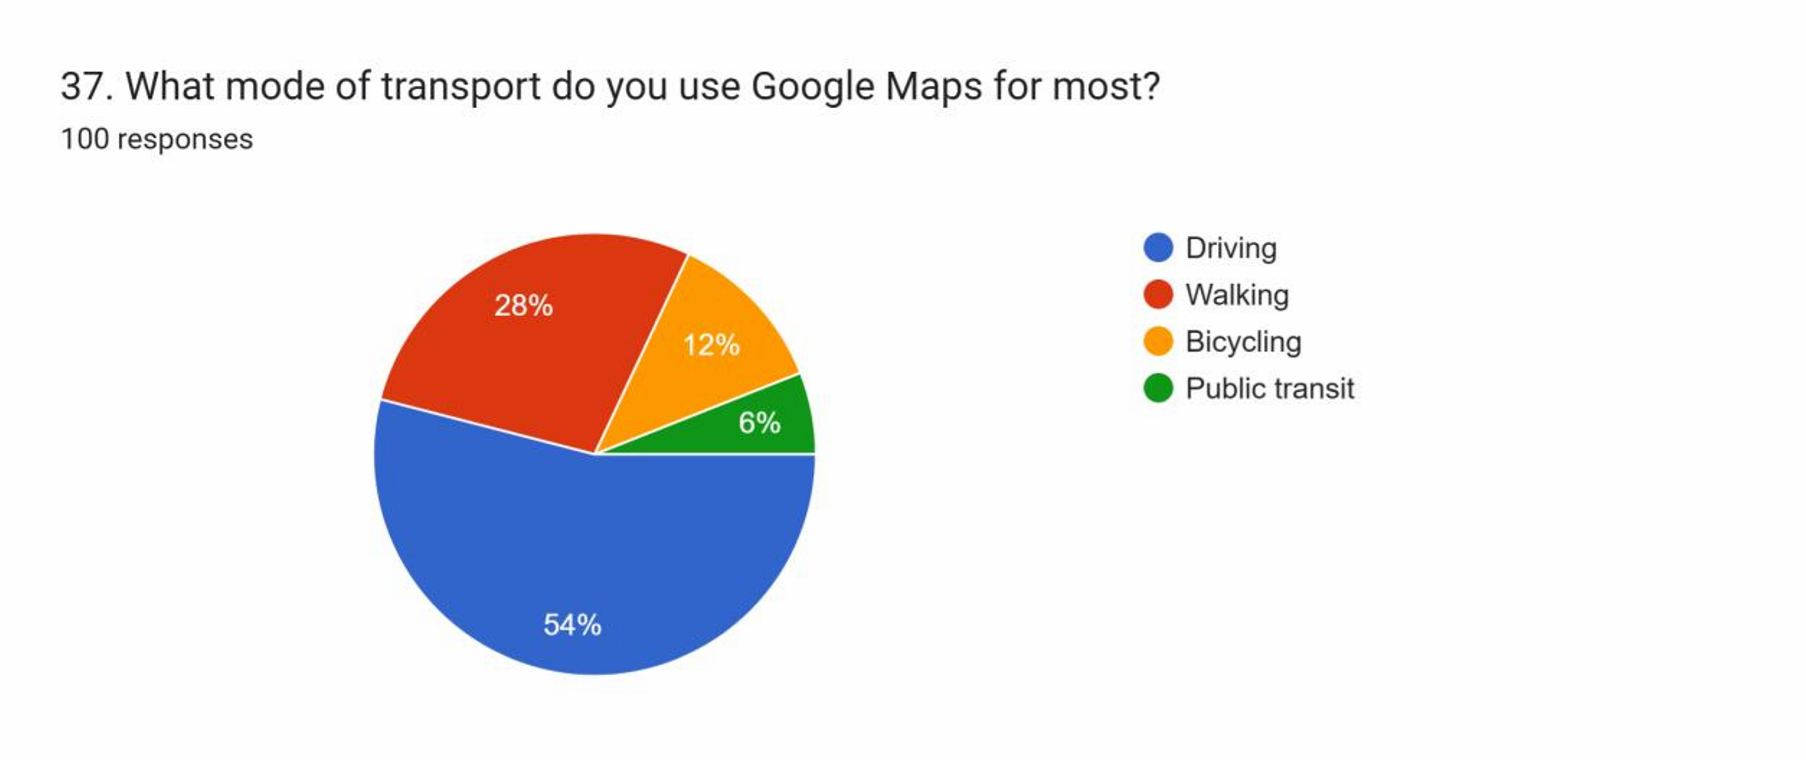 37. What mode of transport do you use Google Maps for most?
100 responses
28%
12%
6%
54%
Driving
Walking
Bicycling
Public transit